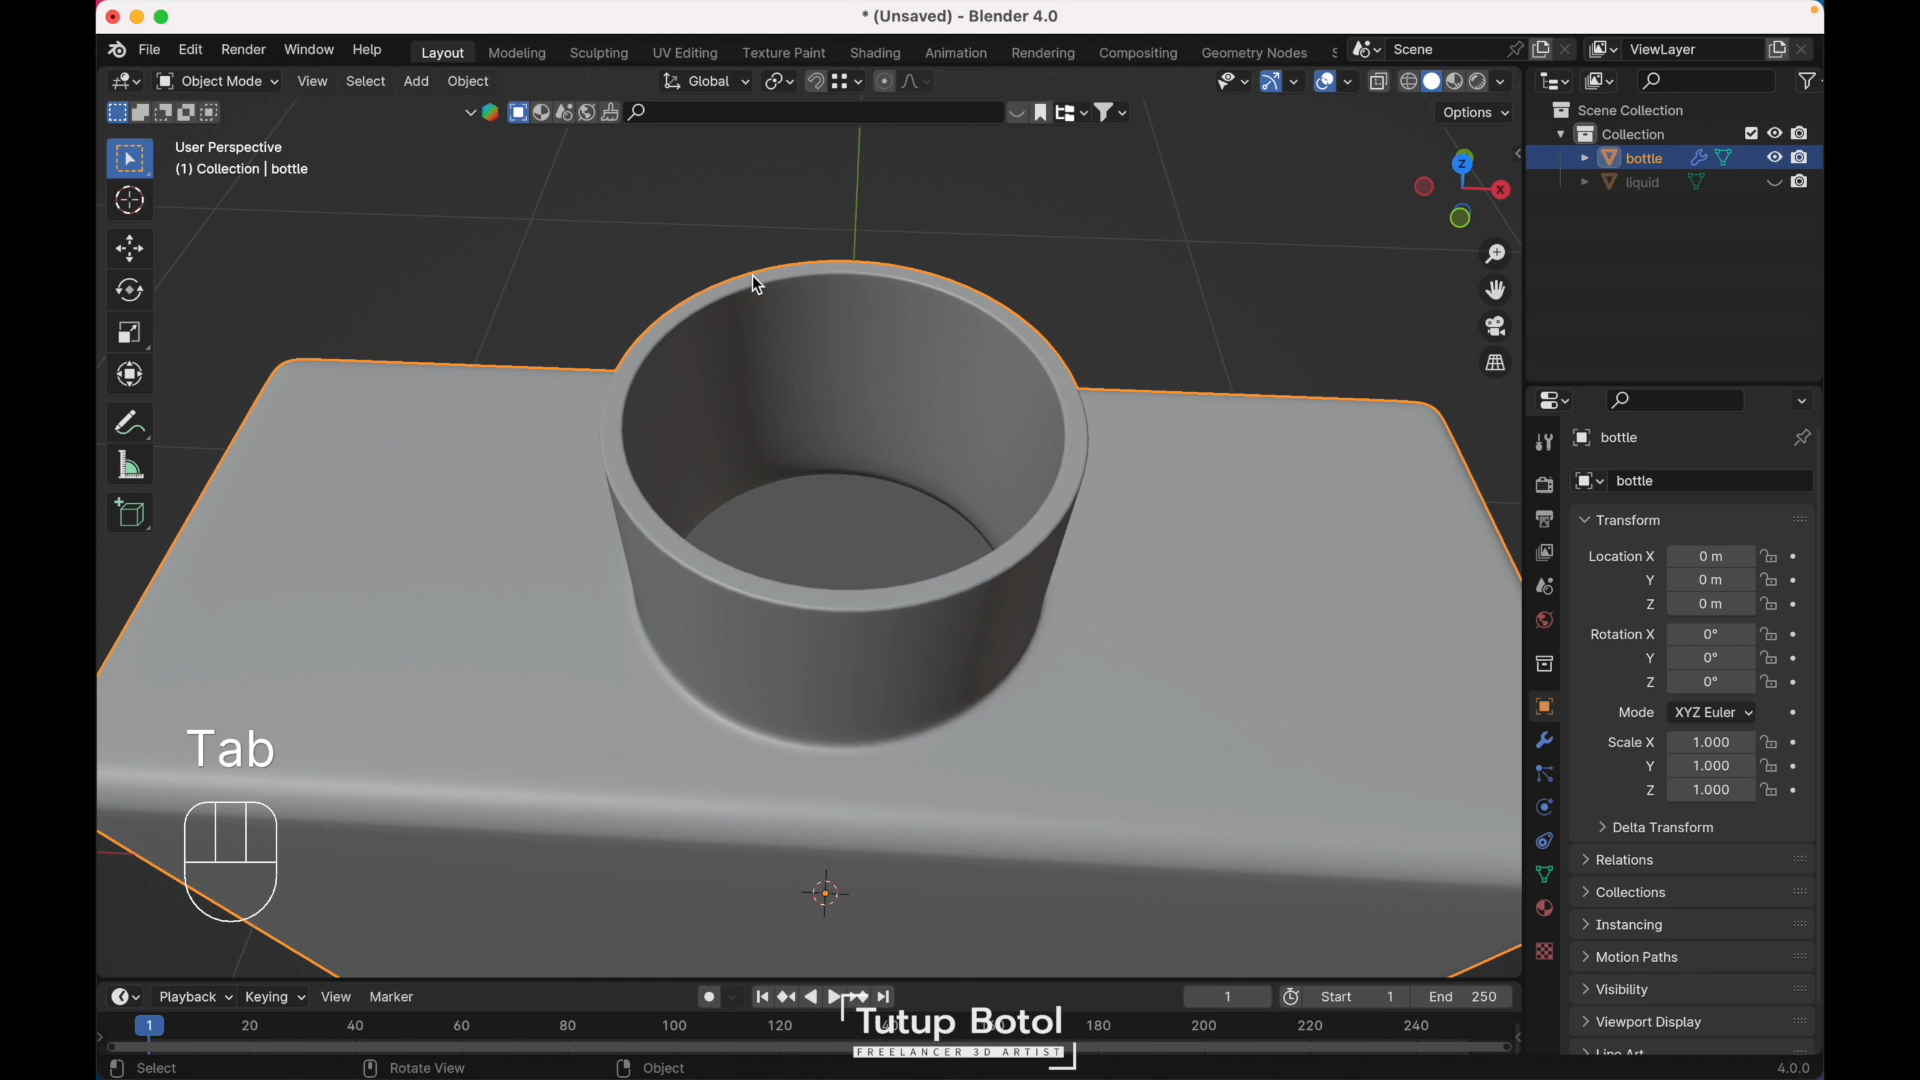 * (Unsaved) - Blender 4.0
File Edit Render Window Help
Layout Modeling Sculpting UV Editing Texture Paint Shading Animation Rendering Compositing Geometry Nodes
Scene
ViewLayer
Object Mode View Select Add Object
Global
Options
Scene Collection
Collection
bottle
liquid
User Perspective
(1) Collection | bottle
Z
X
bottle
bottle
Transform
Location X 0 m
Y 0 m
Z 0 m
Rotation X 0°
Y 0°
Z 0°
Mode XYZ Euler
Scale X 1.000
Y 1.000
Z 1.000
Delta Transform
Relations
Collections
Instancing
Motion Paths
Visibility
Viewport Display
Line Art
Tab
Playback Keying View Marker
1
Start 1 End 250
1 20 40 60 80 100 120 180 200 220 240
Tutup Botol
FREELANCER 3D ARTIST
Select Rotate View Object
4.0.0